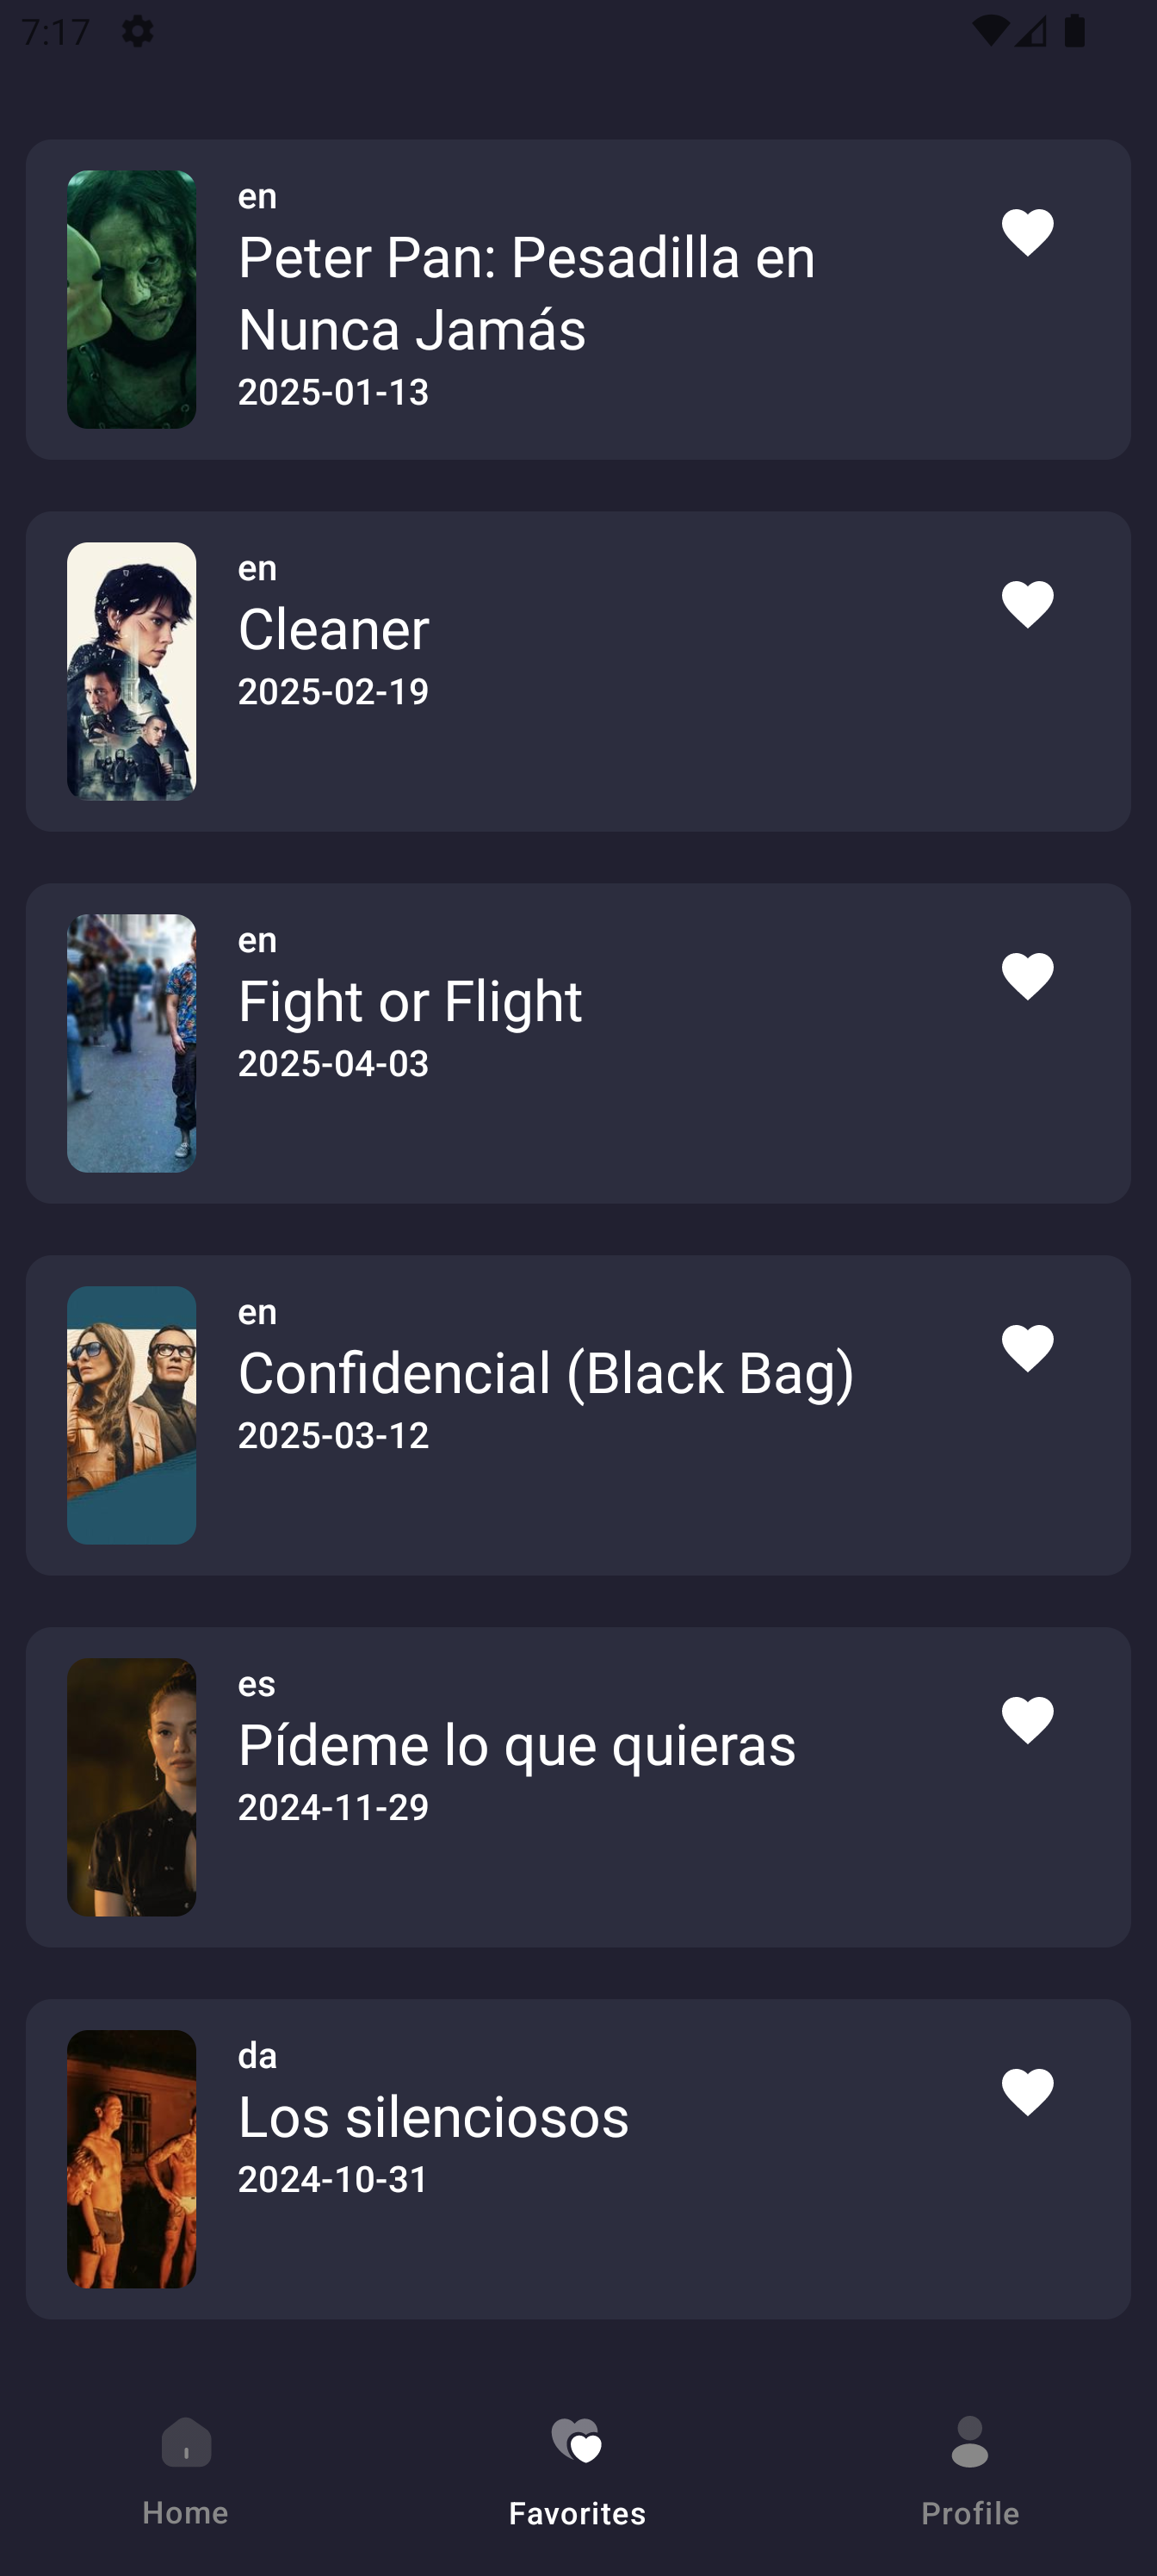 7:17
en
Peter Pan: Pesadilla en
Nunca Jamás
2025-01-13
en
Cleaner
2025-02-19
en
Fight or Flight
2025-04-03
en
Confidencial (Black Bag)
2025-03-12
es
Pídeme lo que quieras
2024-11-29
da
Los silenciosos
2024-10-31
Home
Favorites
Profile